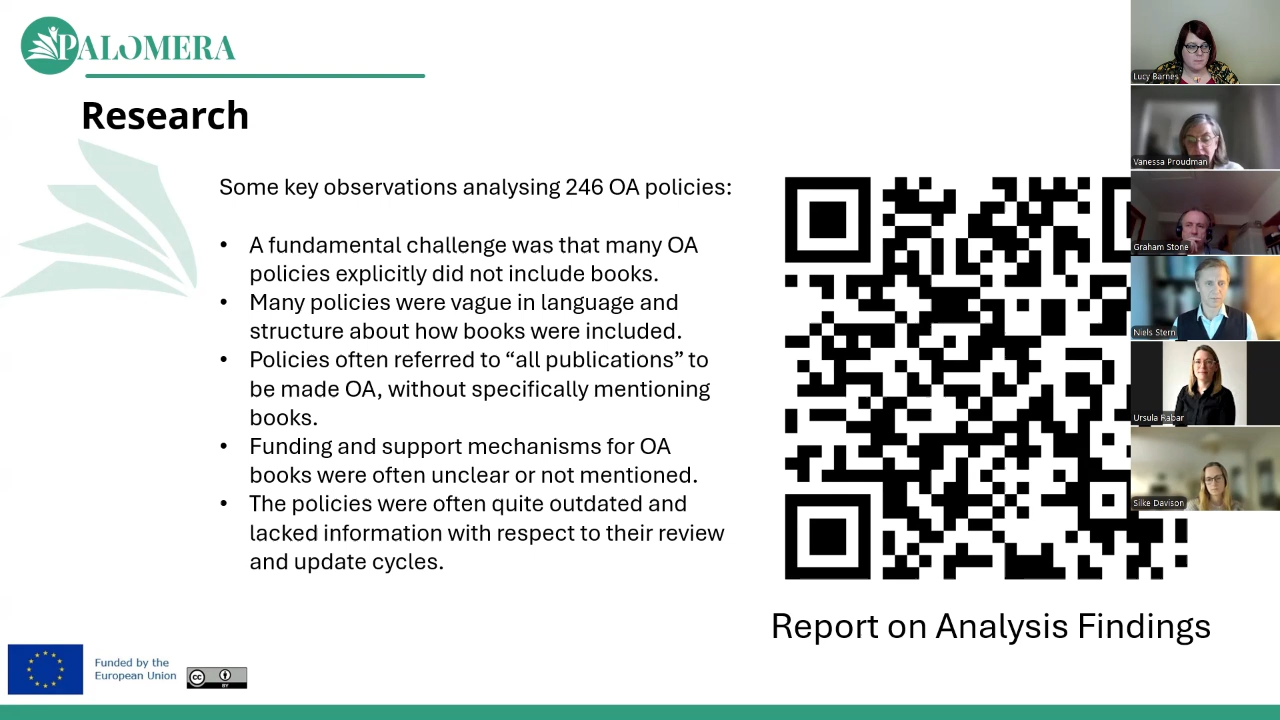 PALOMERA
Research
Some key observations analysing 246 OA policies:
• A fundamental challenge was that many OA
policies explicitly did not include books.
• Many policies were vague in language and
structure about how books were included.
• Policies often referred to “all publications” to
be made OA, without specifically mentioning
books.
• Funding and support mechanisms for OA
books were often unclear or not mentioned.
• The policies were often quite outdated and
lacked information with respect to their review
and update cycles.
Report on Analysis Findings
Funded by the
European Union
cc
BY
Lucy Barnes
Vanessa Proudman
Graham Stone
Niels Stern
Ursula Rabar
Silke Davison